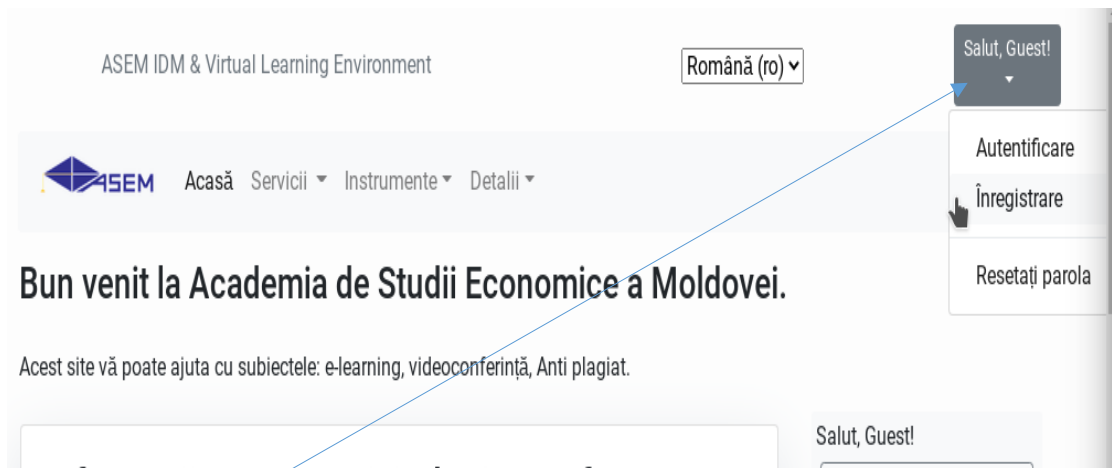 ASEM IDM & Virtual Learning Environment
Română (ro)
Salut, Guest!
Autentificare
Înregistrare
Resetați parola
ASEM
Acasă Servicii Instrumente Detalii
Bun venit la Academia de Studii Economice a Moldovei.
Acest site vă poate ajuta cu subiectele: e-learning, videoconferință, Anti plagiat.
Salut, Guest!